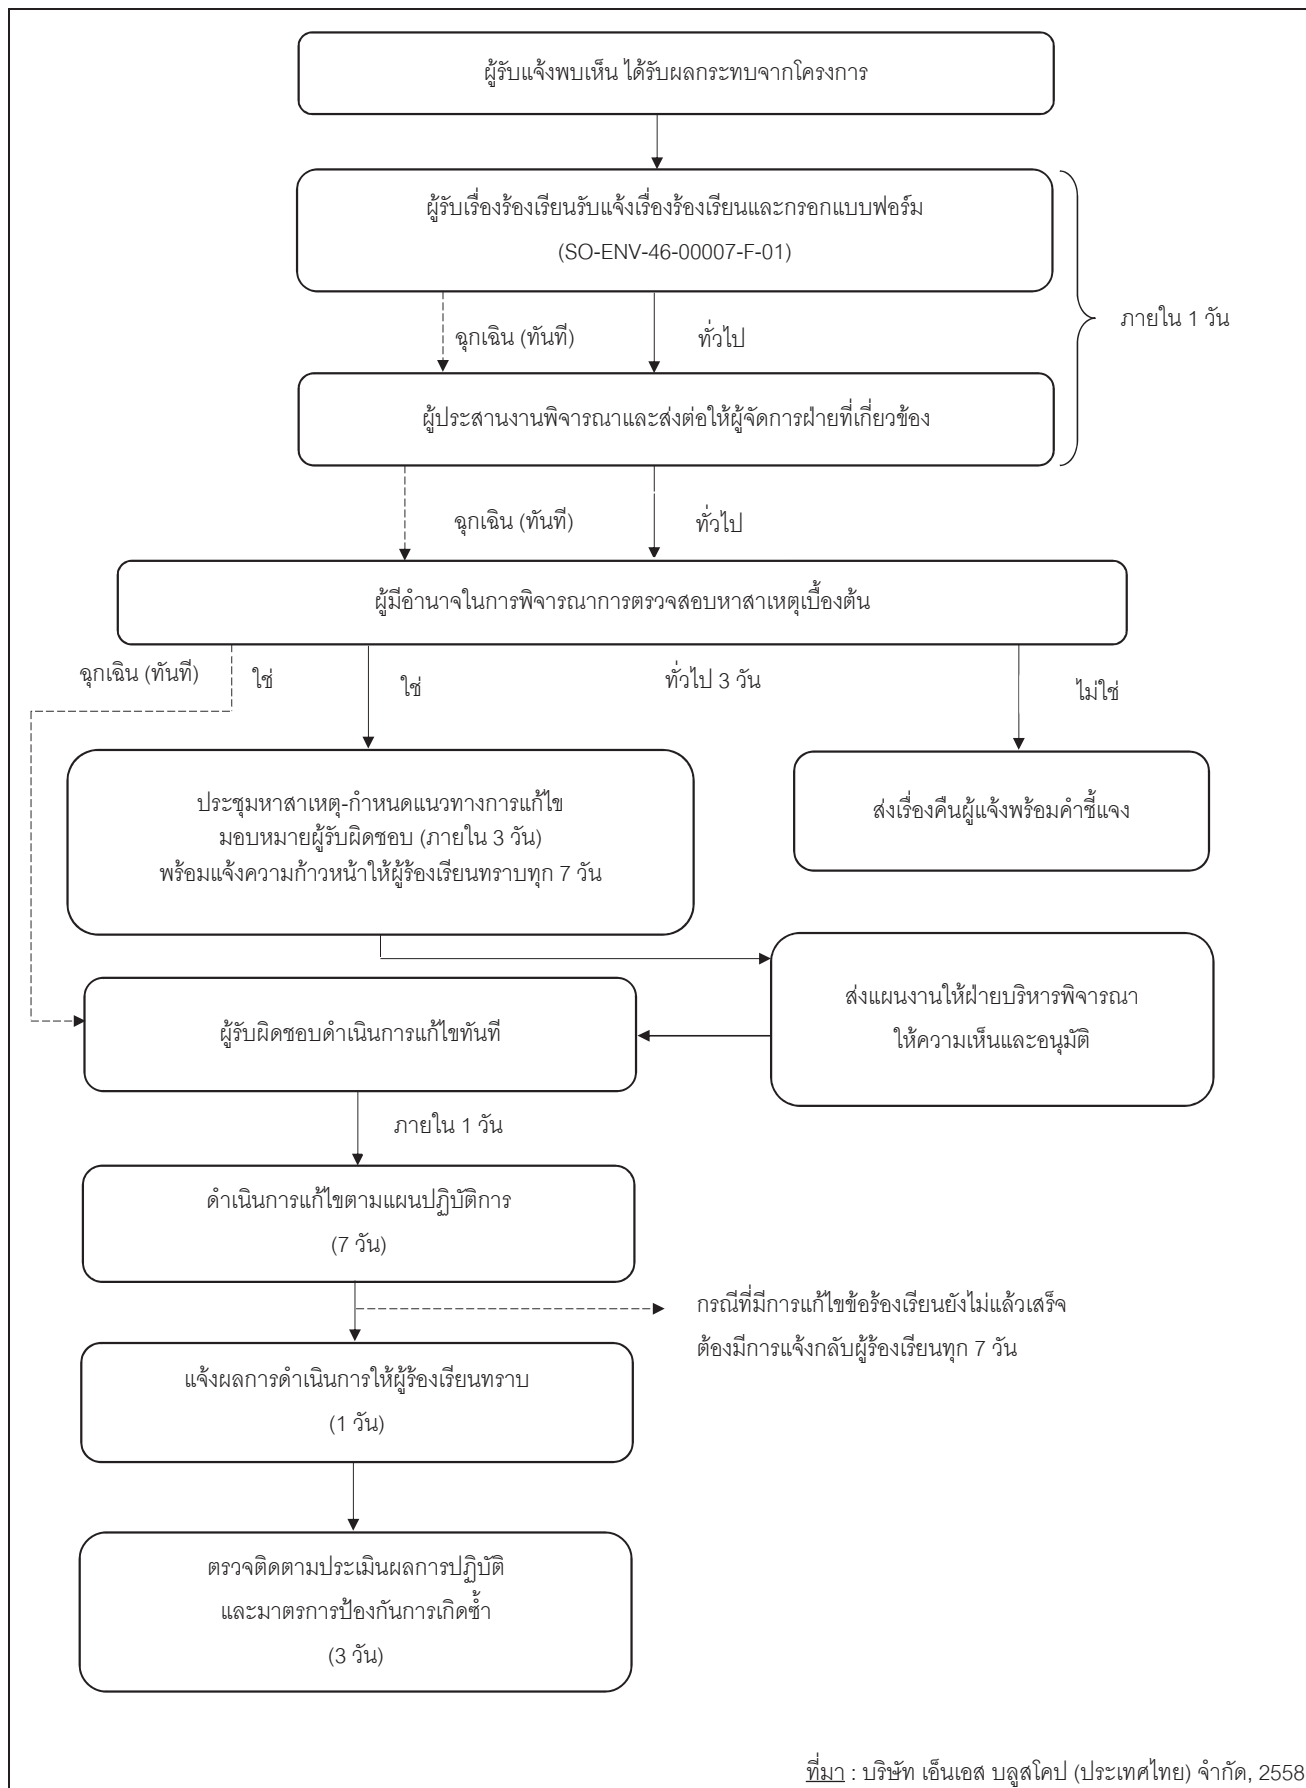 ผู้รับแจ้งพบเห็น ได้รับผลกระทบจากโครงการ
ผู้รับเรื่องร้องเรียนรับแจ้งเรื่องร้องเรียนและกรอกแบบฟอร์ม
(SO-ENV-46-00007-F-01)
ภายใน 1 วัน
ฉุกเฉิน (ทันที)
ทั่วไป
ผู้ประสานงานพิจารณาและส่งต่อให้ผู้จัดการฝ่ายที่เกี่ยวข้อง
ฉุกเฉิน (ทันที)
ทั่วไป
ผู้มีอำนาจในการพิจารณาการตรวจสอบหาสาเหตุเบื้องต้น
ฉุกเฉิน (ทันที)
ใช่
ใช่
ทั่วไป 3 วัน
ไม่ใช่
ประชุมหาสาเหตุ-กำหนดแนวทางการแก้ไข
มอบหมายผู้รับผิดชอบ (ภายใน 3 วัน)
พร้อมแจ้งความก้าวหน้าให้ผู้ร้องเรียนทราบทุก 7 วัน
ส่งเรื่องคืนผู้แจ้งพร้อมคำชี้แจง
ส่งแผนงานให้ฝ่ายบริหารพิจารณา
ให้ความเห็นและอนุมัติ
ผู้รับผิดชอบดำเนินการแก้ไขทันที
ภายใน 1 วัน
ดำเนินการแก้ไขตามแผนปฏิบัติการ
(7 วัน)
กรณีที่มีการแก้ไขข้อร้องเรียนยังไม่แล้วเสร็จ
ต้องมีการแจ้งกลับผู้ร้องเรียนทุก 7 วัน
แจ้งผลการดำเนินการให้ผู้ร้องเรียนทราบ
(1 วัน)
ตรวจติดตามประเมินผลการปฏิบัติ
และมาตรการป้องกันการเกิดซ้ำ
(3 วัน)
ที่มา : บริษัท เอ็นเอส บลูสโคป (ประเทศไทย) จำกัด, 2558